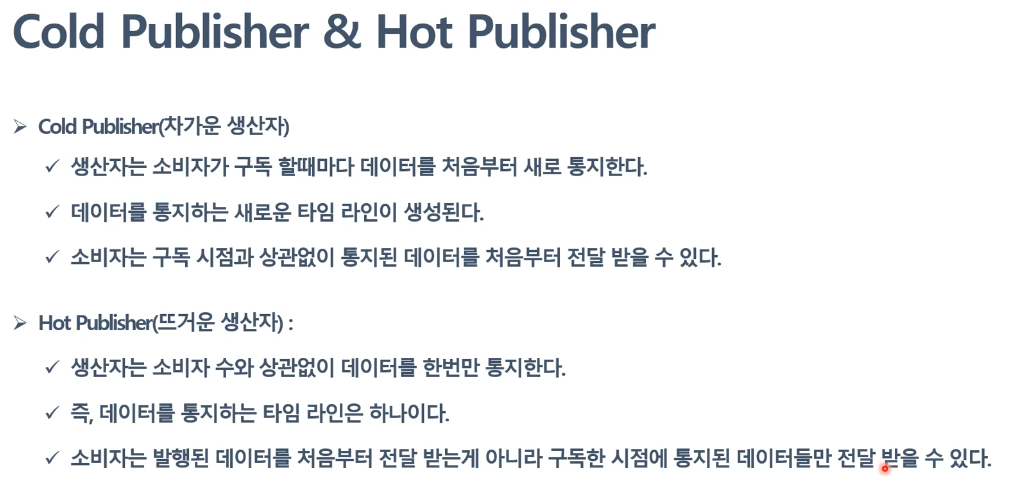 Cold Publisher & Hot Publisher
➢ Cold Publisher(차가운 생산자)
✓ 생산자는 소비자가 구독 할때마다 데이터를 처음부터 새로 통지한다.
✓ 데이터를 통지하는 새로운 타임 라인이 생성된다.
✓ 소비자는 구독 시점과 상관없이 통지된 데이터를 처음부터 전달 받을 수 있다.
➢ Hot Publisher(뜨거운 생산자) :
✓ 생산자는 소비자 수와 상관없이 데이터를 한번만 통지한다.
✓ 즉, 데이터를 통지하는 타임 라인은 하나이다.
✓ 소비자는 발행된 데이터를 처음부터 전달 받는게 아니라 구독한 시점에 통지된 데이터들만 전달 받을 수 있다.